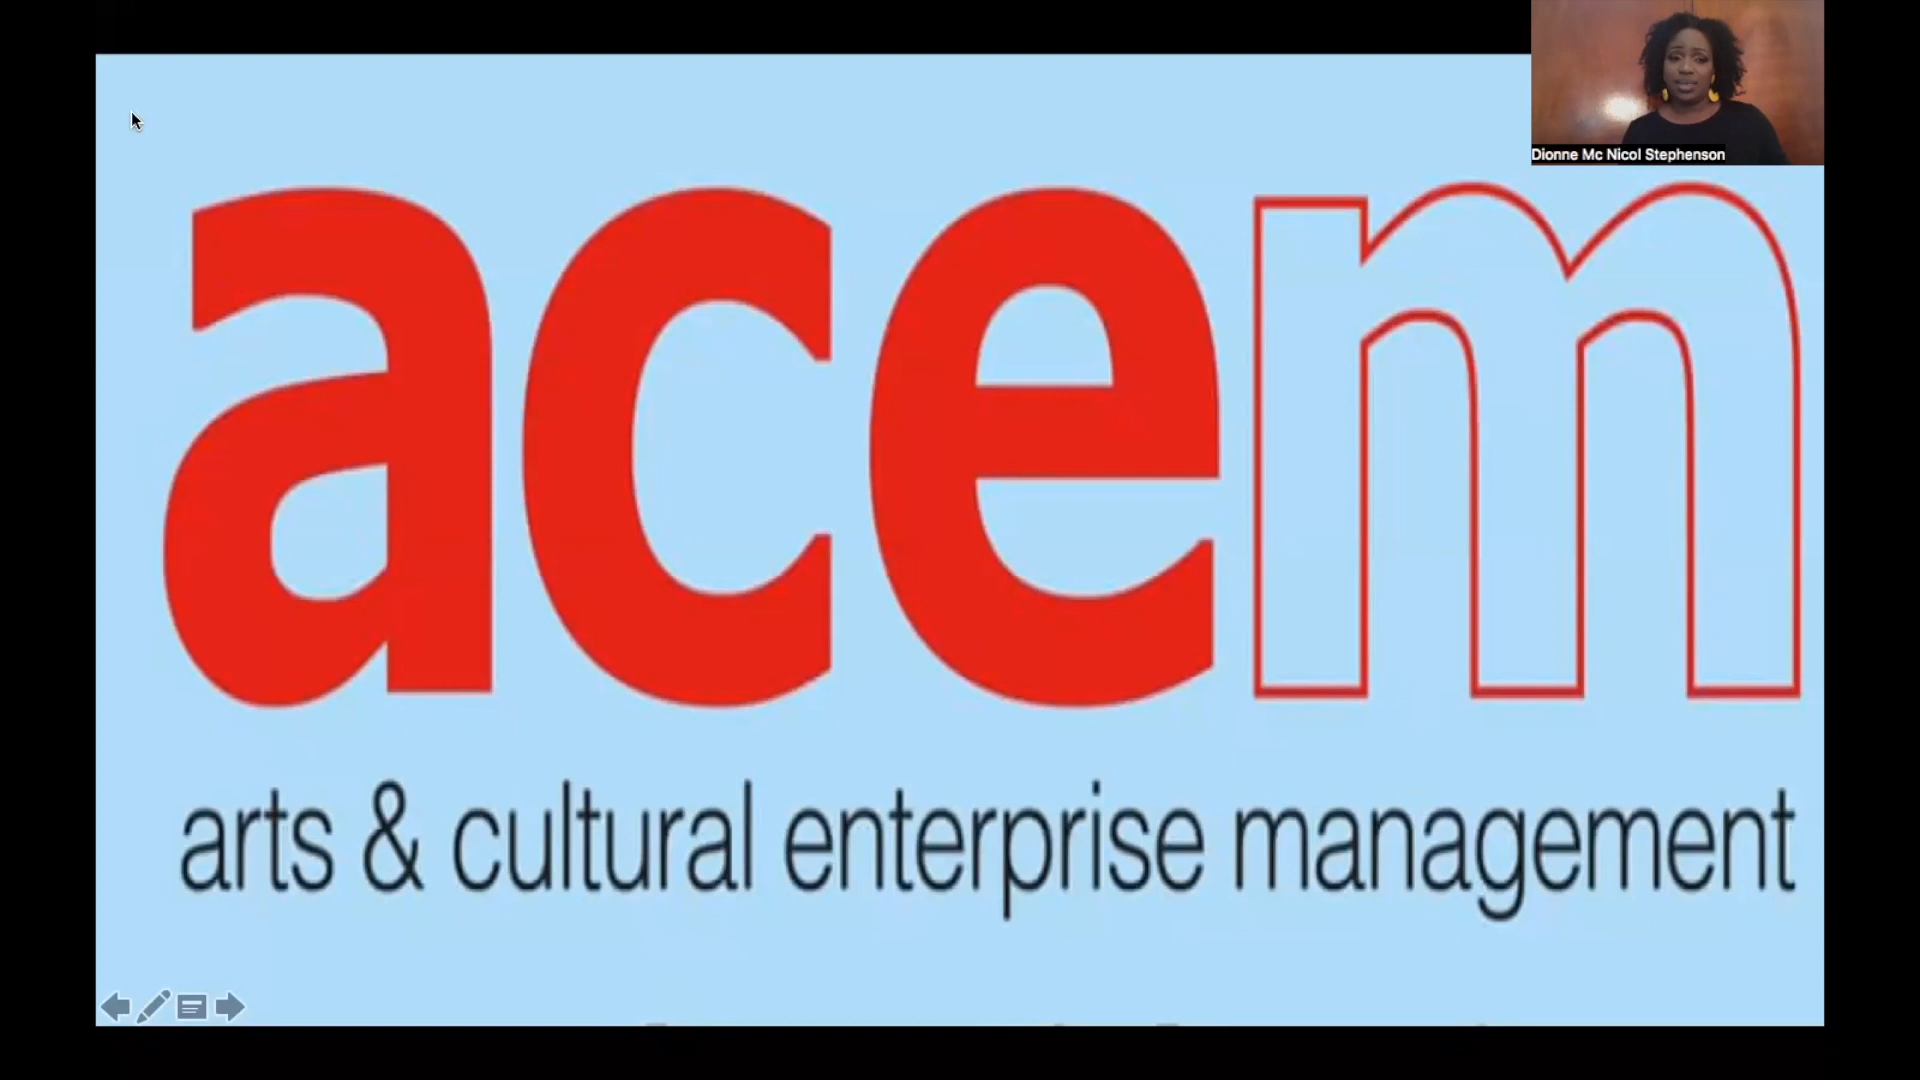 Dionne Mc Nicol Stephenson
acem
arts & cultural enterprise management